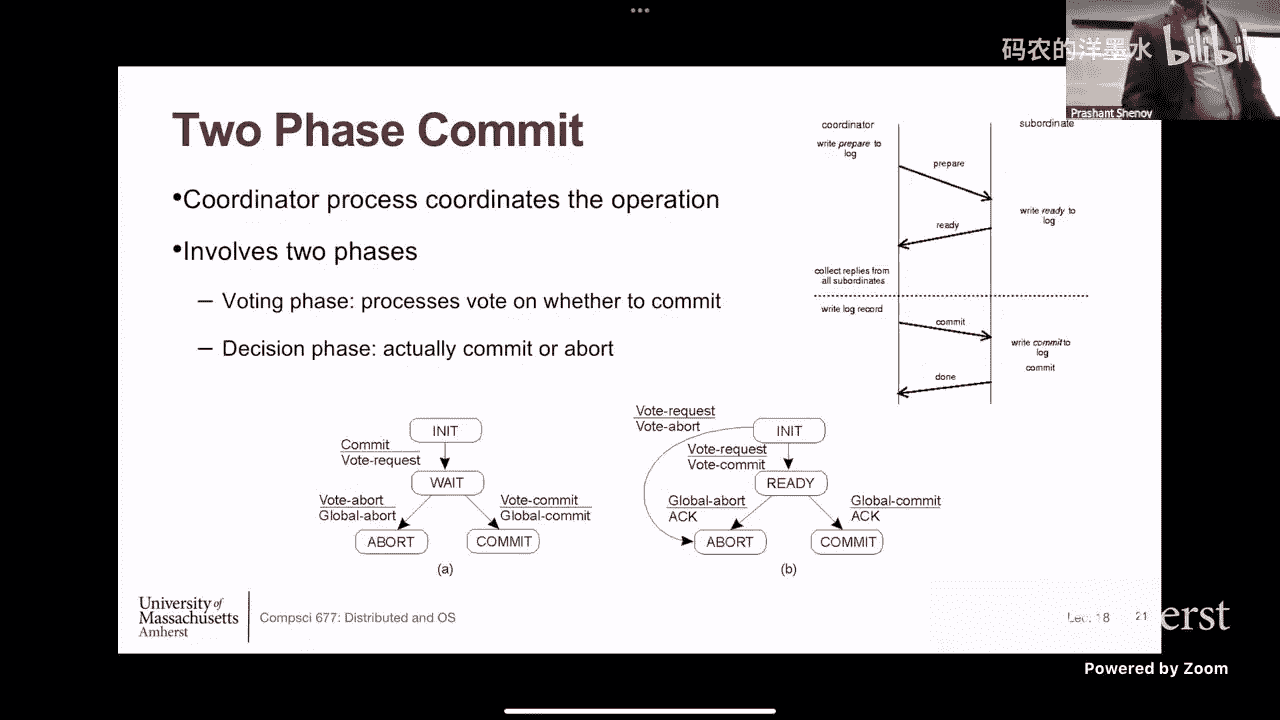 码农的洋墨水 bilibili
Prashant Shenoy
Two Phase Commit
•Coordinator process coordinates the operation
•Involves two phases
– Voting phase: processes vote on whether to commit
– Decision phase: actually commit or abort
coordinator
subordinate
write prepare to
log
prepare
write ready to
log
ready
collect replies from
all subordinates
write log record
commit
write commit to
log
commit
done
INIT
Commit
Vote-request
WAIT
Vote-abort
Global-abort
Vote-commit
Global-commit
ABORT
COMMIT
(a)
Vote-request
Vote-abort
INIT
Vote-request
Vote-commit
READY
Global-abort
ACK
Global-commit
ACK
ABORT
COMMIT
(b)
University of
Massachusetts
Amherst
Compsci 677: Distributed and OS
Lec. 18
21
erst
Powered by Zoom